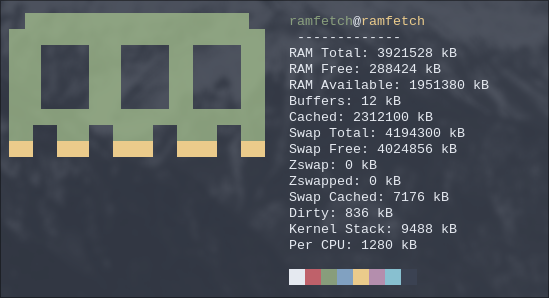 ramfetch@ramfetch
-------------
RAM Total: 3921528 kB
RAM Free: 288424 kB
RAM Available: 1951380 kB
Buffers: 12 kB
Cached: 2312100 kB
Swap Total: 4194300 kB
Swap Free: 4024856 kB
Zswap: 0 kB
Zswapped: 0 kB
Swap Cached: 7176 kB
Dirty: 836 kB
Kernel Stack: 9488 kB
Per CPU: 1280 kB